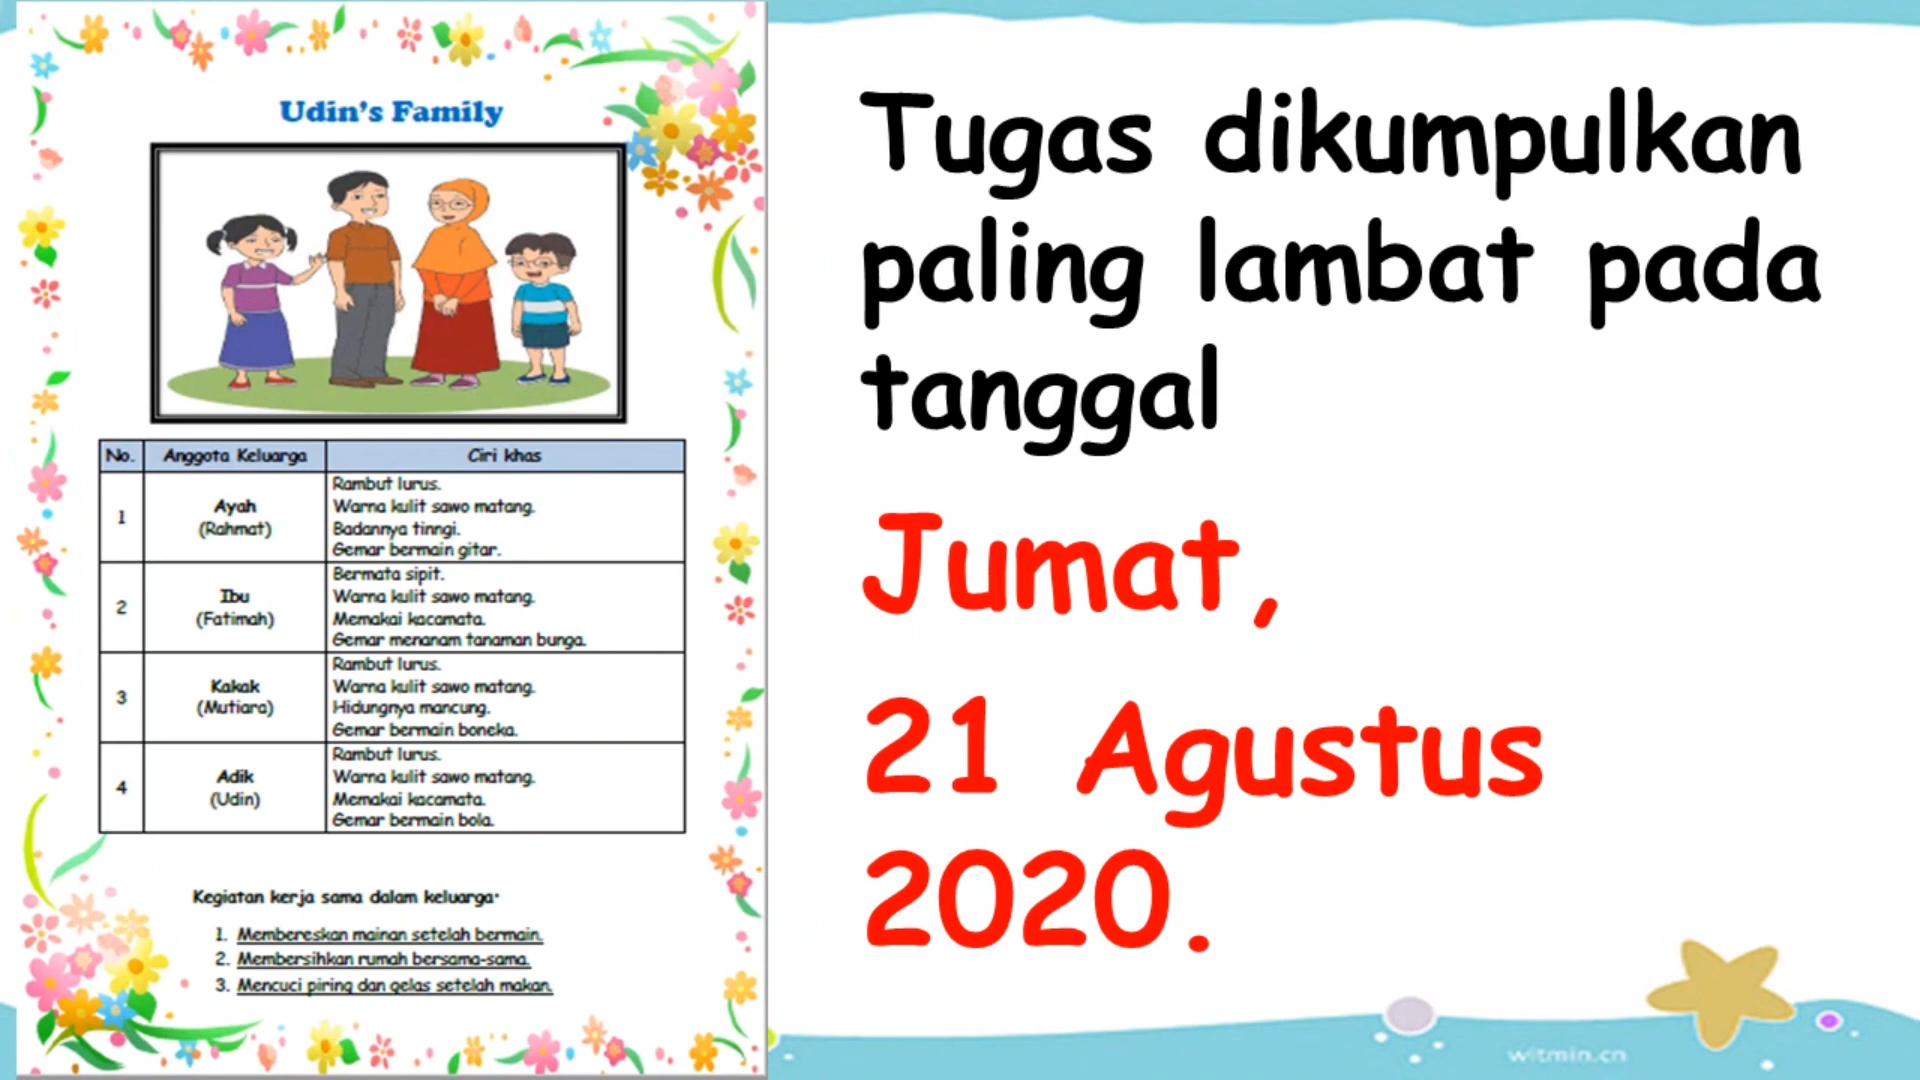 Udin's Family
No. Anggota Keluarga Ciri khas
1 Ayah (Rahmat)
Rambut lurus.
Warna kulit sawo matang.
Badannya tinngi.
Gemar bermain gitar.
2 Ibu (Fatimah)
Bermata sipit.
Warna kulit sawo matang.
Memakai kacamata.
Gemar menanam tanaman bunga.
3 Kakak (Mutiara)
Rambut lurus.
Warna kulit sawo matang.
Hidungnya mancung.
Gemar bermain boneka.
4 Adik (Udin)
Rambut lurus.
Warna kulit sawo matang.
Memakai kacamata.
Gemar bermain bola.
Kegiatan kerja sama dalam keluarga:
1. Membereskan mainan setelah bermain.
2. Membersihkan rumah bersama-sama.
3. Mencuci piring dan gelas setelah makan.
Tugas dikumpulkan
paling lambat pada
tanggal
Jumat,
21 Agustus
2020.
witmin.cn